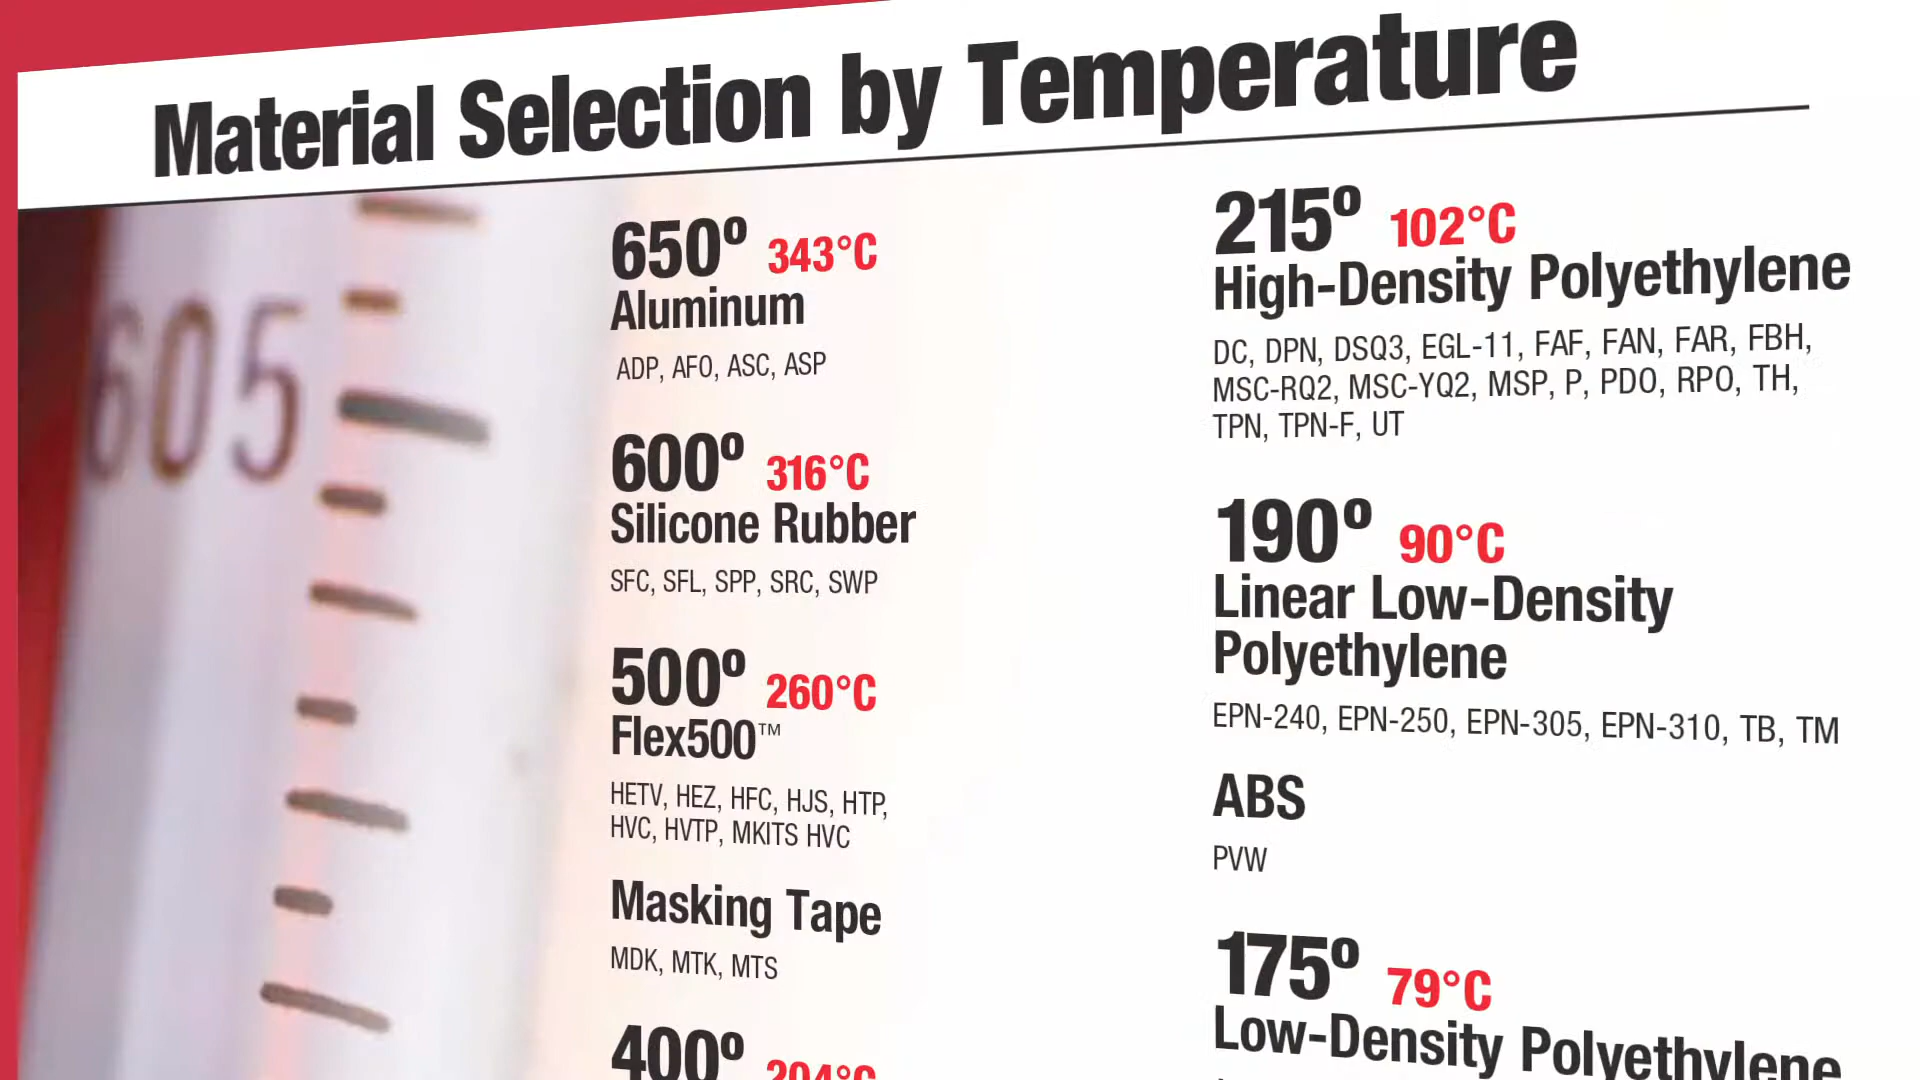 Material Selection by Temperature
605
650º 343°C
Aluminum
ADP, AFO, ASC, ASP
600º 316°C
Silicone Rubber
SFC, SFL, SPP, SRC, SWP
500º 260°C
Flex500™
HETV, HEZ, HFC, HJS, HTP,
HVC, HVTP, MKITS HVC
Masking Tape
MDK, MTK, MTS
400º 204°C
215º 102°C
High-Density Polyethylene
DC, DPN, DSQ3, EGL-11, FAF, FAN, FAR, FBH,
MSC-RQ2, MSC-YQ2, MSP, P, PDO, RPO, TH,
TPN, TPN-F, UT
190º 90°C
Linear Low-Density
Polyethylene
EPN-240, EPN-250, EPN-305, EPN-310, TB, TM
ABS
PVW
175º 79°C
Low-Density Polyethylene